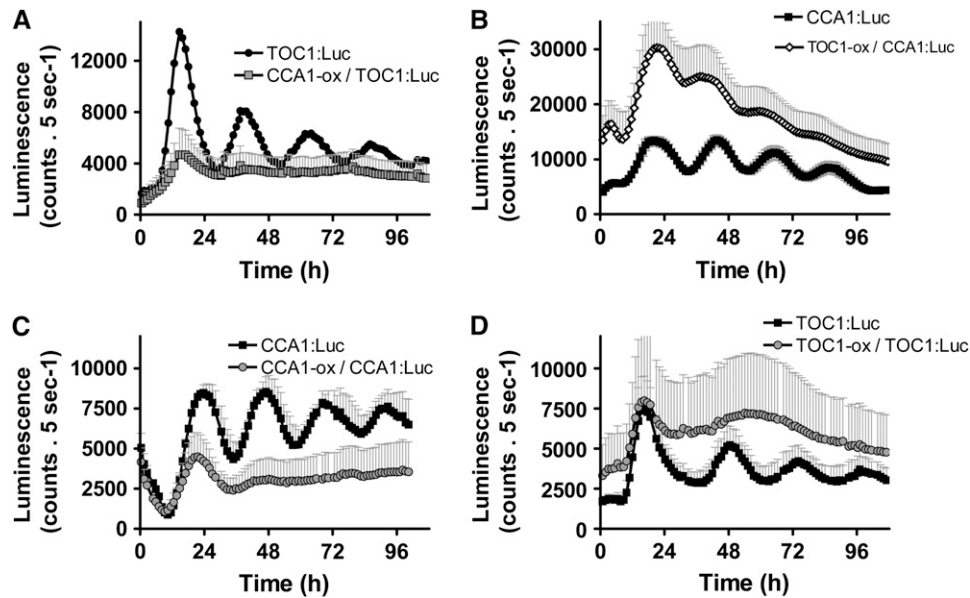 A
Luminescence
(counts . 5 sec-1)
12000
8000
4000
0
TOC1:Luc
CCA1-ox / TOC1:Luc
0 24 48 72 96
Time (h)
B
Luminescence
(counts . 5 sec-1)
30000
20000
10000
0
CCA1:Luc
TOC1-ox / CCA1:Luc
0 24 48 72 96
Time (h)
C
Luminescence
(counts . 5 sec-1)
10000
7500
5000
2500
0
CCA1:Luc
CCA1-ox / CCA1:Luc
0 24 48 72 96
Time (h)
D
Luminescence
(counts . 5 sec-1)
10000
7500
5000
2500
0
TOC1:Luc
TOC1-ox / TOC1:Luc
0 24 48 72 96
Time (h)